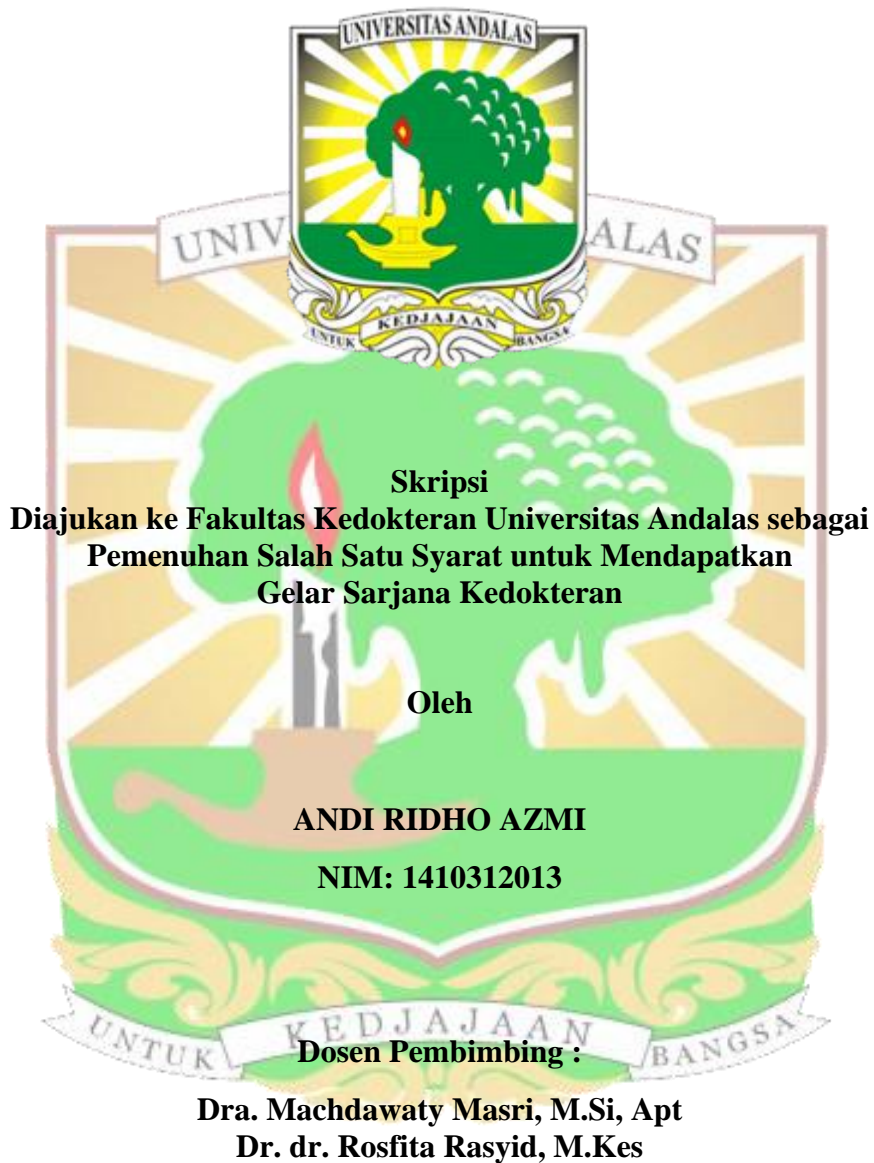 UNIVERSITAS ANDALAS
UNTUK KEDJAJAAN BANGSA
UNIV ALAS
Skripsi
Diajukan ke Fakultas Kedokteran Universitas Andalas sebagai
Pemenuhan Salah Satu Syarat untuk Mendapatkan
Gelar Sarjana Kedokteran
Oleh
ANDI RIDHO AZMI
NIM: 1410312013
UNTUK KEDJAJAAN BANGSA
Dosen Pembimbing :
Dra. Machdawaty Masri, M.Si, Apt
Dr. dr. Rosfita Rasyid, M.Kes